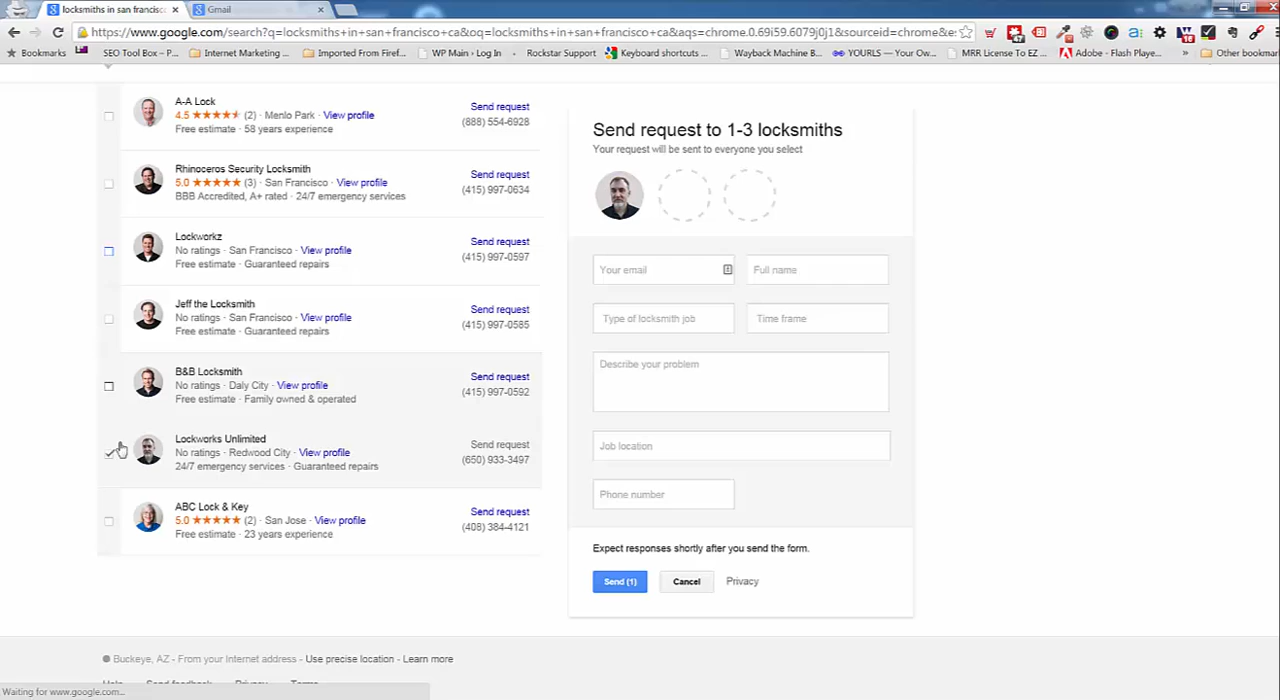 locksmiths in san francisc
Gmail
https://www.google.com/search?q=locksmiths+in+san+francisco+ca&oq=locksmiths+in+san+francisco+ca&aqs=chrome.0.69i59.6079j0j1&sourceid=chrome&es
Bookmarks SEO Tool Box – P... Internet Marketing ... Imported From Firef... WP Main › Log In Rockstar Support Keyboard shortcuts ... Wayback Machine B... YOURLS — Your Ow... MRR License To EZ ... Adobe - Flash Playe... » Other bookmar
A-A Lock
4.5 ★★★★★ (2) · Menlo Park · View profile
Free estimate · 58 years experience
Send request
(888) 554-6928
Rhinoceros Security Locksmith
5.0 ★★★★★ (3) · San Francisco · View profile
BBB Accredited, A+ rated · 24/7 emergency services
Send request
(415) 997-0634
Lockworkz
No ratings · San Francisco · View profile
Free estimate · Guaranteed repairs
Send request
(415) 997-0597
Jeff the Locksmith
No ratings · San Francisco · View profile
Free estimate · Guaranteed repairs
Send request
(415) 997-0585
B&B Locksmith
No ratings · Daly City · View profile
Free estimate · Family owned & operated
Send request
(415) 997-0592
Lockworks Unlimited
No ratings · Redwood City · View profile
24/7 emergency services · Guaranteed repairs
Send request
(650) 933-3497
ABC Lock & Key
5.0 ★★★★★ (2) · San Jose · View profile
Free estimate · 23 years experience
Send request
(408) 384-4121
Send request to 1-3 locksmiths
Your request will be sent to everyone you select
Your email Full name
Type of locksmith job Time frame
Describe your problem
Job location
Phone number
Expect responses shortly after you send the form.
Send (1) Cancel Privacy
Buckeye, AZ - From your Internet address - Use precise location - Learn more
Help Send feedback Privacy Terms
Waiting for www.google.com...